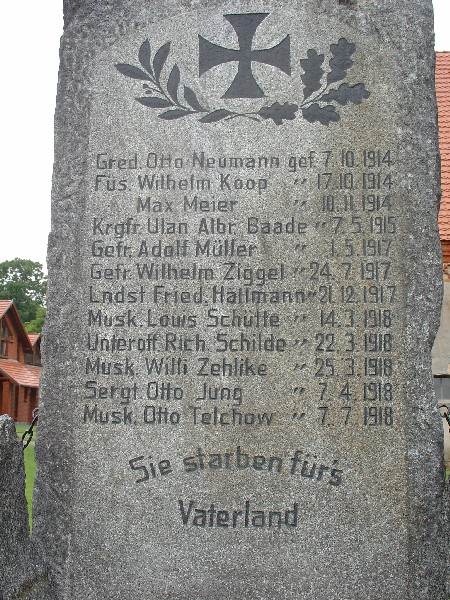 Gred. Otto Neumann gef. 7. 10. 1914
Füs. Wilhelm Koop " 17. 10. 1914
Max Meier " 10. 11. 1914
Krgfr. Ulan Albr. Baade " 7. 5. 1915
Gefr. Adolf Müller " 1. 5. 1917
Gefr. Wilhelm Ziggel " 24. 7. 1917
Lndst Fried. Hallmann " 21. 12. 1917
Musk. Louis Schütte " 14. 3. 1918
Unteroff. Rich. Schilde " 22. 3. 1918
Musk. Willi Zehlike " 25. 3. 1918
Sergt. Otto Jung " 7. 4. 1918
Musk. Otto Telchow " 7. 7. 1918
Sie starben für's
Vaterland